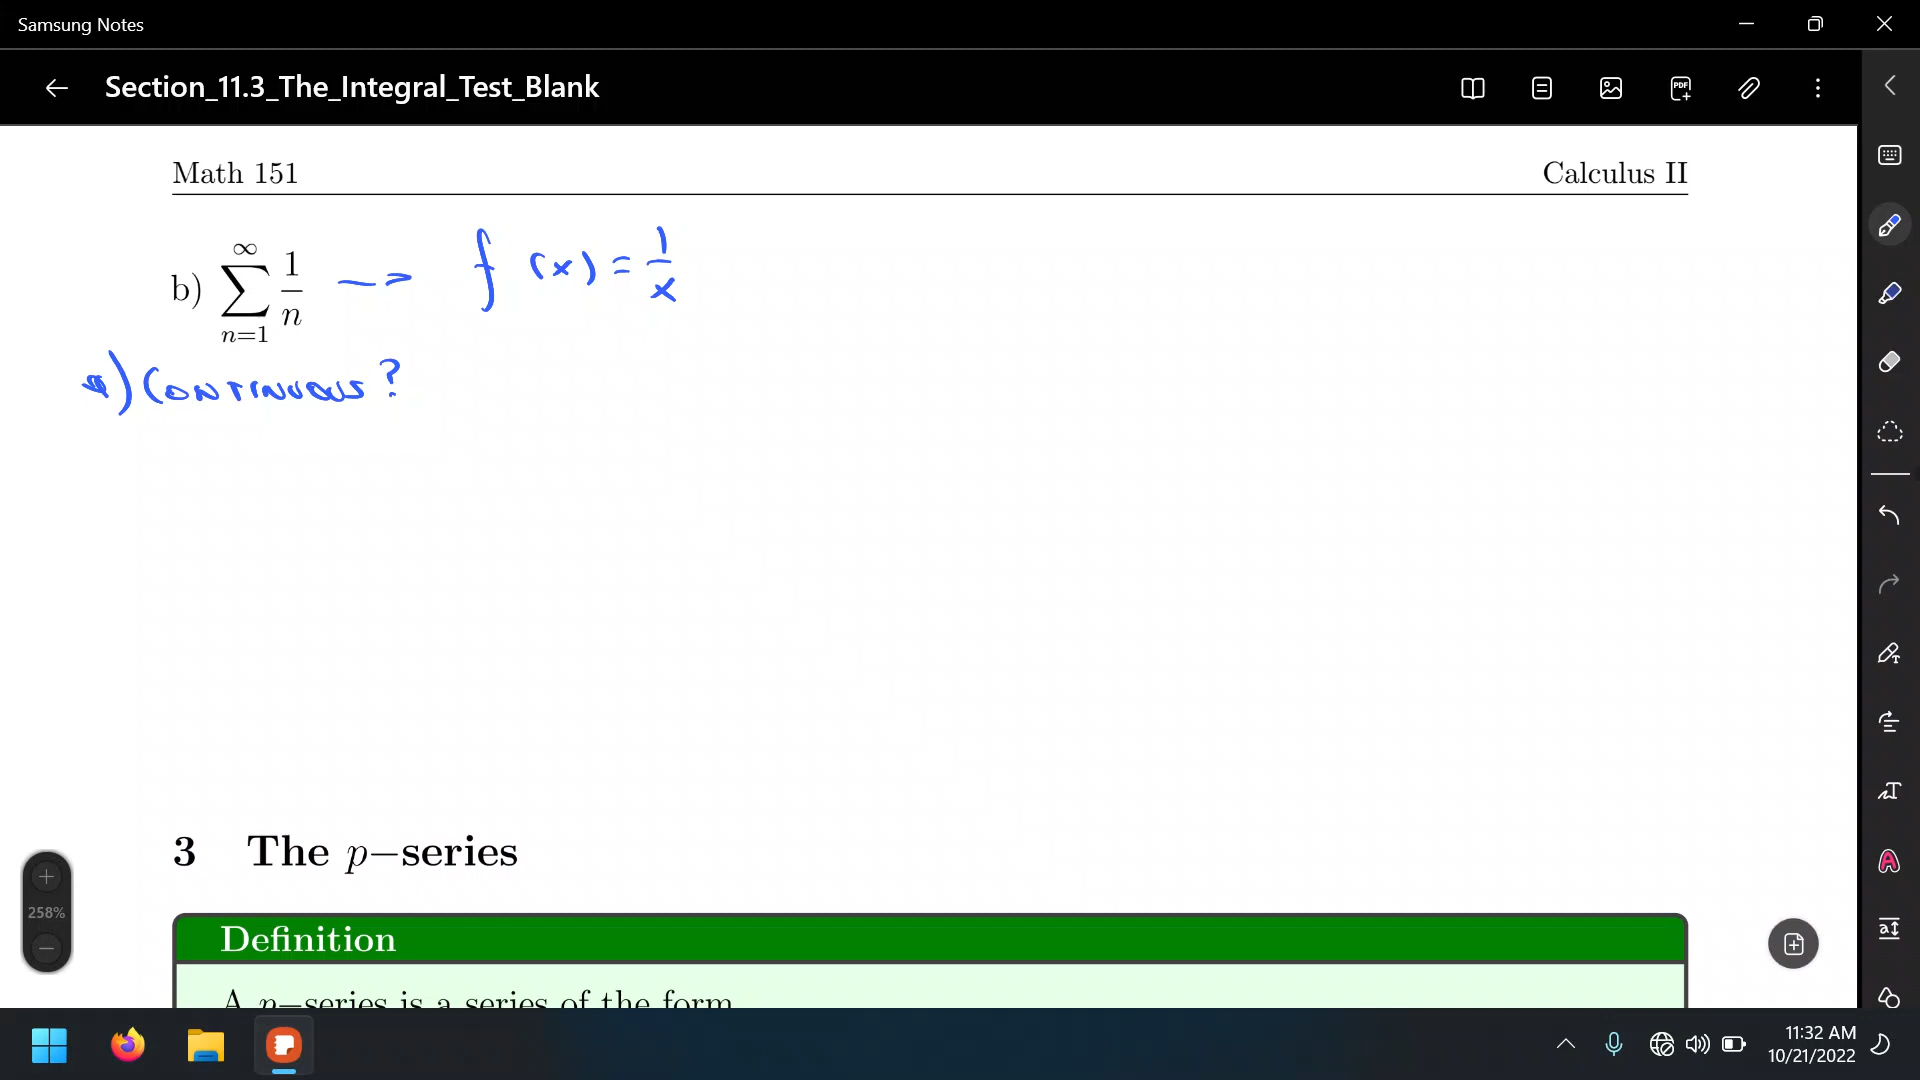 Samsung Notes
Section_11.3_The_Integral_Test_Blank
Math 151 Calculus II
b) ∑_{n=1}^{∞} 1/n --> f(x) = 1/x
) Continuous?
3 The p−series
Definition
A p−series is a series of the form
258%
11:32 AM
10/21/2022